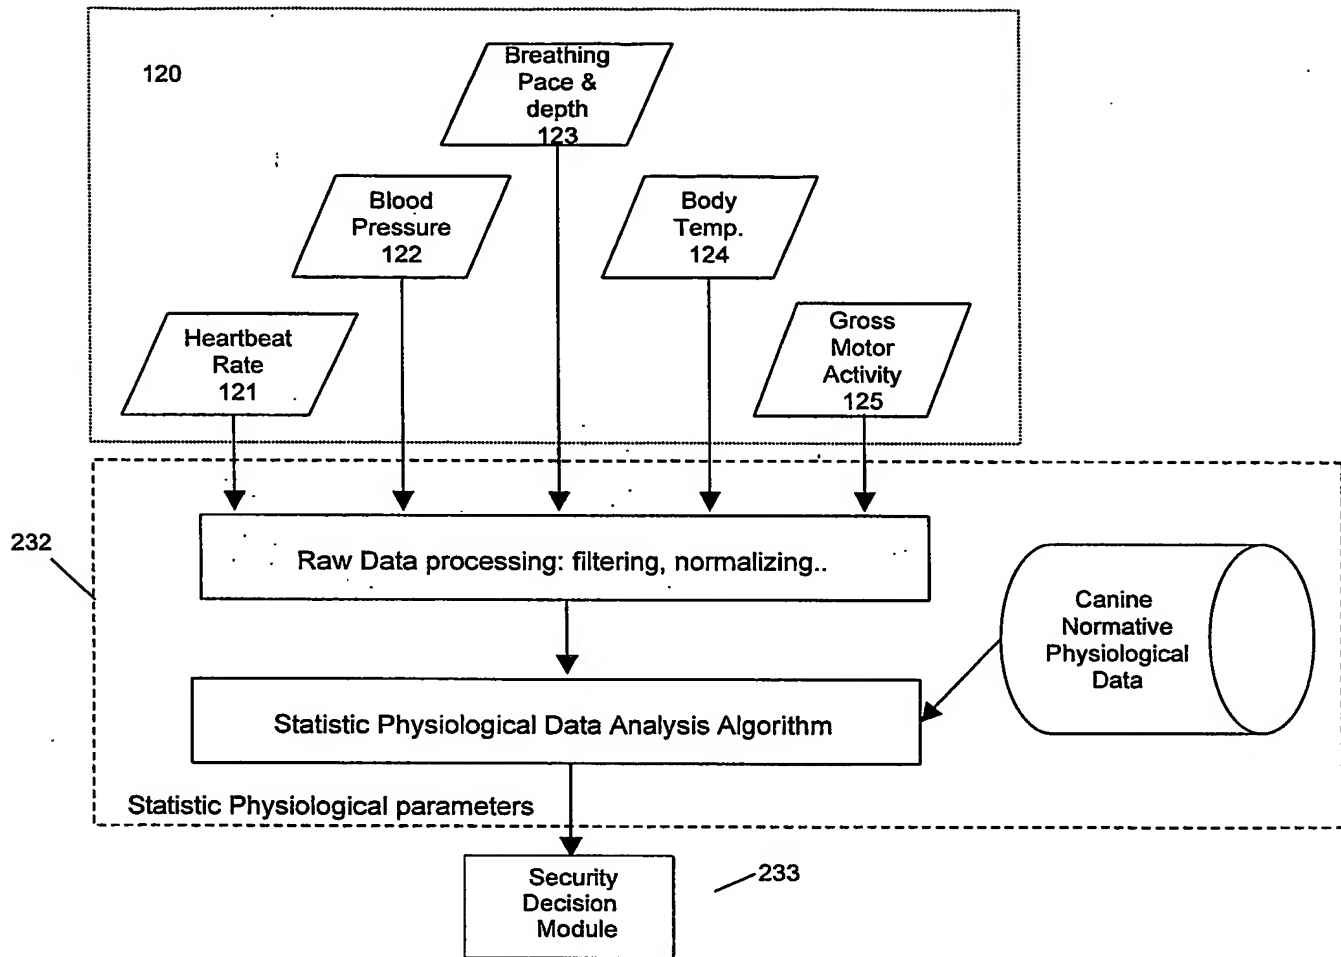 120
Breathing
Pace &
depth
123
Blood
Pressure
122
Body
Temp.
124
Heartbeat
Rate
121
Gross
Motor
Activity
125
232
Raw Data processing: filtering, normalizing..
Canine
Normative
Physiological
Data
Statistic Physiological Data Analysis Algorithm
Statistic Physiological parameters
Security
Decision
Module
233